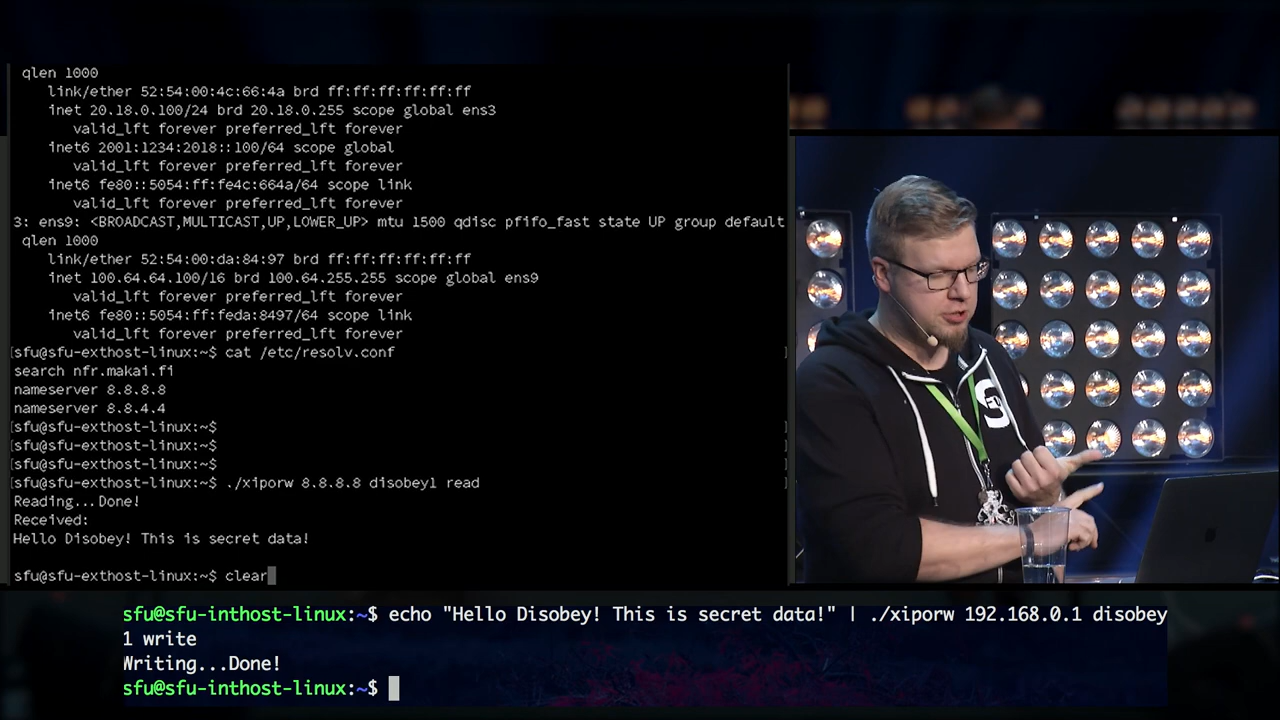 qlen 1000
link/ether 52:54:00:4c:66:4a brd ff:ff:ff:ff:ff:ff
inet 20.18.0.100/24 brd 20.18.0.255 scope global ens3
valid_lft forever preferred_lft forever
inet6 2001:1234:2018::100/64 scope global
valid_lft forever preferred_lft forever
inet6 fe80::5054:ff:fe4c:664a/64 scope link
valid_lft forever preferred_lft forever
3: ens9: <BROADCAST,MULTICAST,UP,LOWER_UP> mtu 1500 qdisc pfifo_fast state UP group default
qlen 1000
link/ether 52:54:00:da:84:97 brd ff:ff:ff:ff:ff:ff
inet 100.64.64.100/16 brd 100.64.255.255 scope global ens9
valid_lft forever preferred_lft forever
inet6 fe80::5054:ff:feda:8497/64 scope link
valid_lft forever preferred_lft forever
[sfu@sfu-exthost-linux:~$ cat /etc/resolv.conf ]
search nfr.makai.fi
nameserver 8.8.8.8
nameserver 8.8.4.4
[sfu@sfu-exthost-linux:~$ ]
[sfu@sfu-exthost-linux:~$ ]
[sfu@sfu-exthost-linux:~$ ]
[sfu@sfu-exthost-linux:~$ ./xiporw 8.8.8.8 disobey1 read ]
Reading...Done!
Received:
Hello Disobey! This is secret data!
sfu@sfu-exthost-linux:~$ clear
sfu@sfu-inthost-linux:~$ echo "Hello Disobey! This is secret data!" | ./xiporw 192.168.0.1 disobey
1 write
Writing...Done!
sfu@sfu-inthost-linux:~$